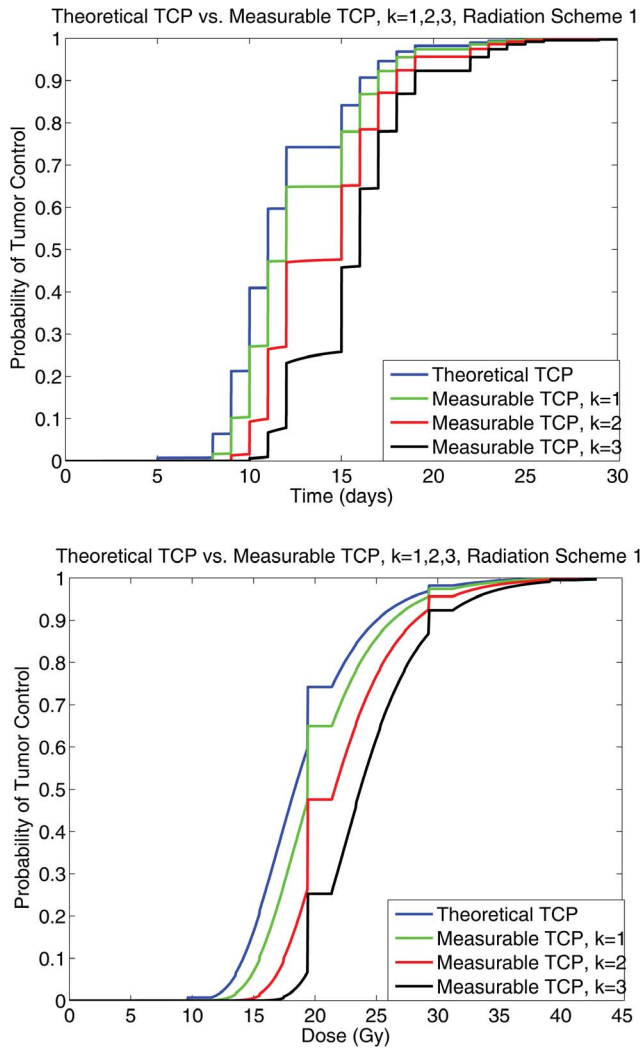 Theoretical TCP vs. Measurable TCP, k=1,2,3, Radiation Scheme 1
1
0.9
0.8
0.7
0.6
0.5
0.4
0.3
0.2
0.1
0
Probability of Tumor Control
Theoretical TCP
Measurable TCP, k=1
Measurable TCP, k=2
Measurable TCP, k=3
0 5 10 15 20 25 30
Time (days)
Theoretical TCP vs. Measurable TCP, k=1,2,3, Radiation Scheme 1
1
0.9
0.8
0.7
0.6
0.5
0.4
0.3
0.2
0.1
0
Probability of Tumor Control
Theoretical TCP
Measurable TCP, k=1
Measurable TCP, k=2
Measurable TCP, k=3
0 5 10 15 20 25 30 35 40 45
Dose (Gy)